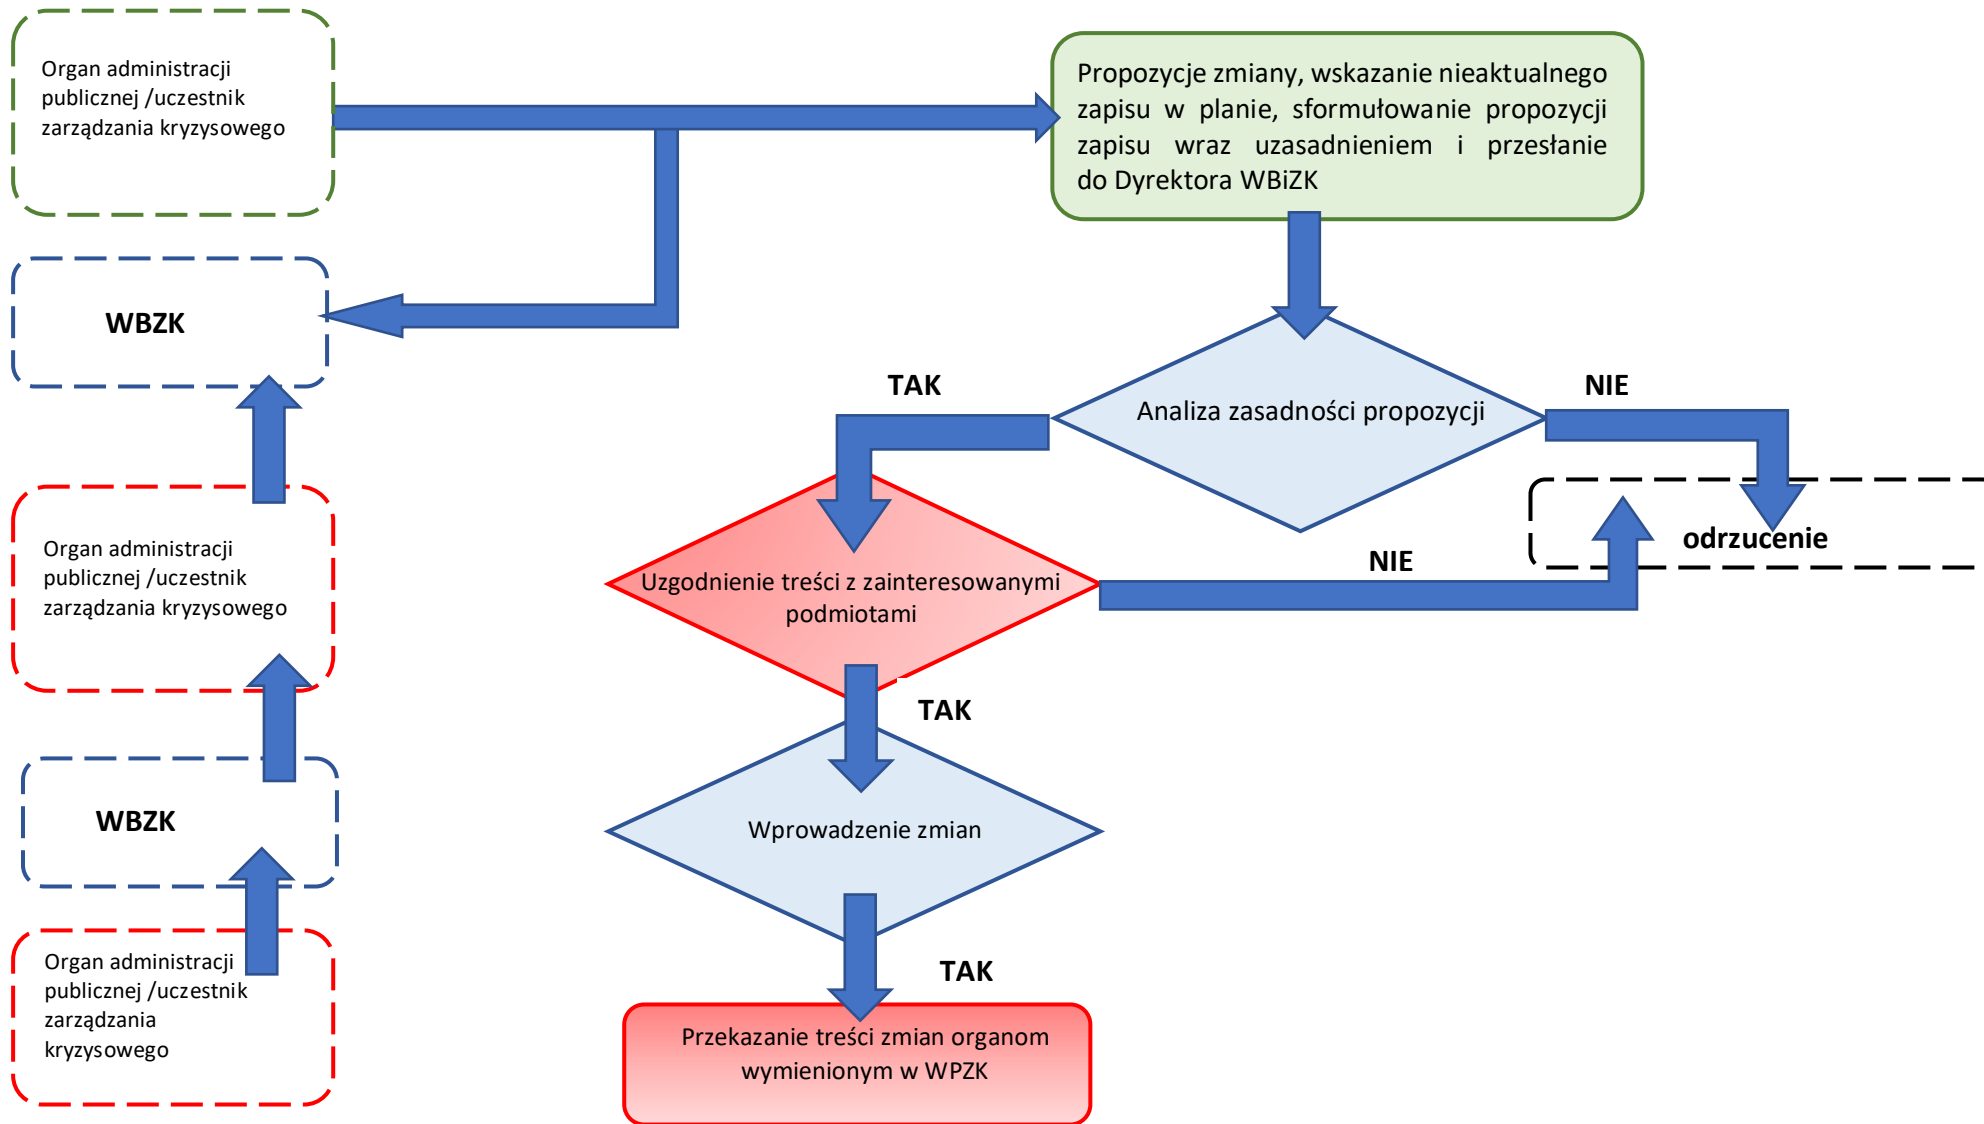 Organ administracji
publicznej /uczestnik
zarządzania kryzysowego
Propozycje zmiany, wskazanie nieaktualnego
zapisu w planie, sformułowanie propozycji
zapisu wraz uzasadnieniem i przesłanie
do Dyrektora WBiZK
WBZK
TAK
NIE
Analiza zasadności propozycji
odrzucenie
Organ administracji
publicznej /uczestnik
zarządzania kryzysowego
NIE
Uzgodnienie treści z zainteresowanymi
podmiotami
TAK
WBZK
Wprowadzenie zmian
Organ administracji
publicznej /uczestnik
zarządzania
kryzysowego
TAK
Przekazanie treści zmian organom
wymienionym w WPZK